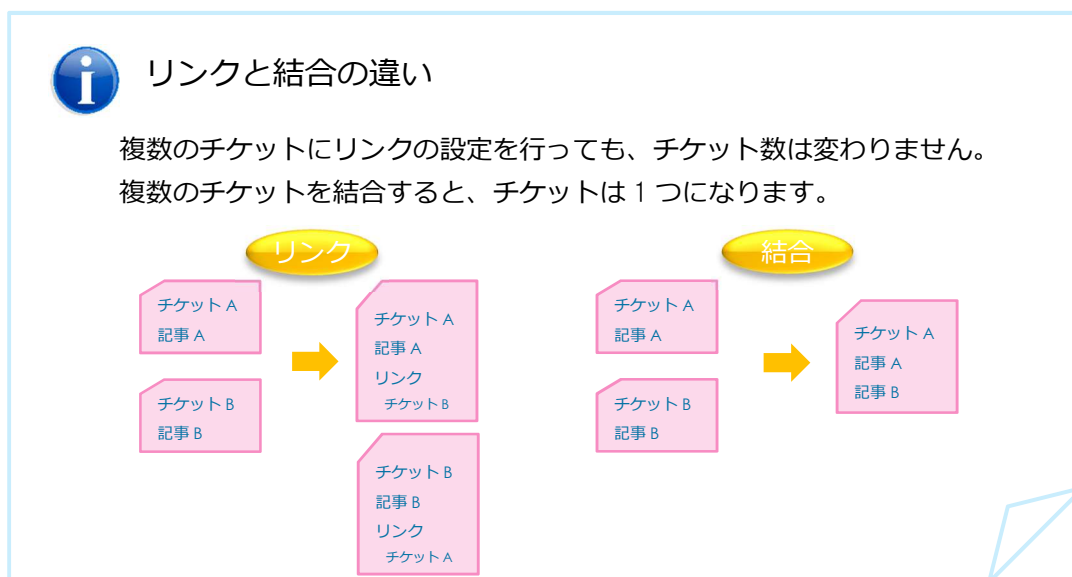 リンクと結合の違い
複数のチケットにリンクの設定を行っても、チケット数は変わりません。
複数のチケットを結合すると、チケットは1つになります。
リンク
チケット A
記事 A
チケット B
記事 B
チケット A
記事 A
リンク
チケット B
チケット B
記事 B
リンク
チケット A
結合
チケット A
記事 A
チケット B
記事 B
チケット A
記事 A
記事 B